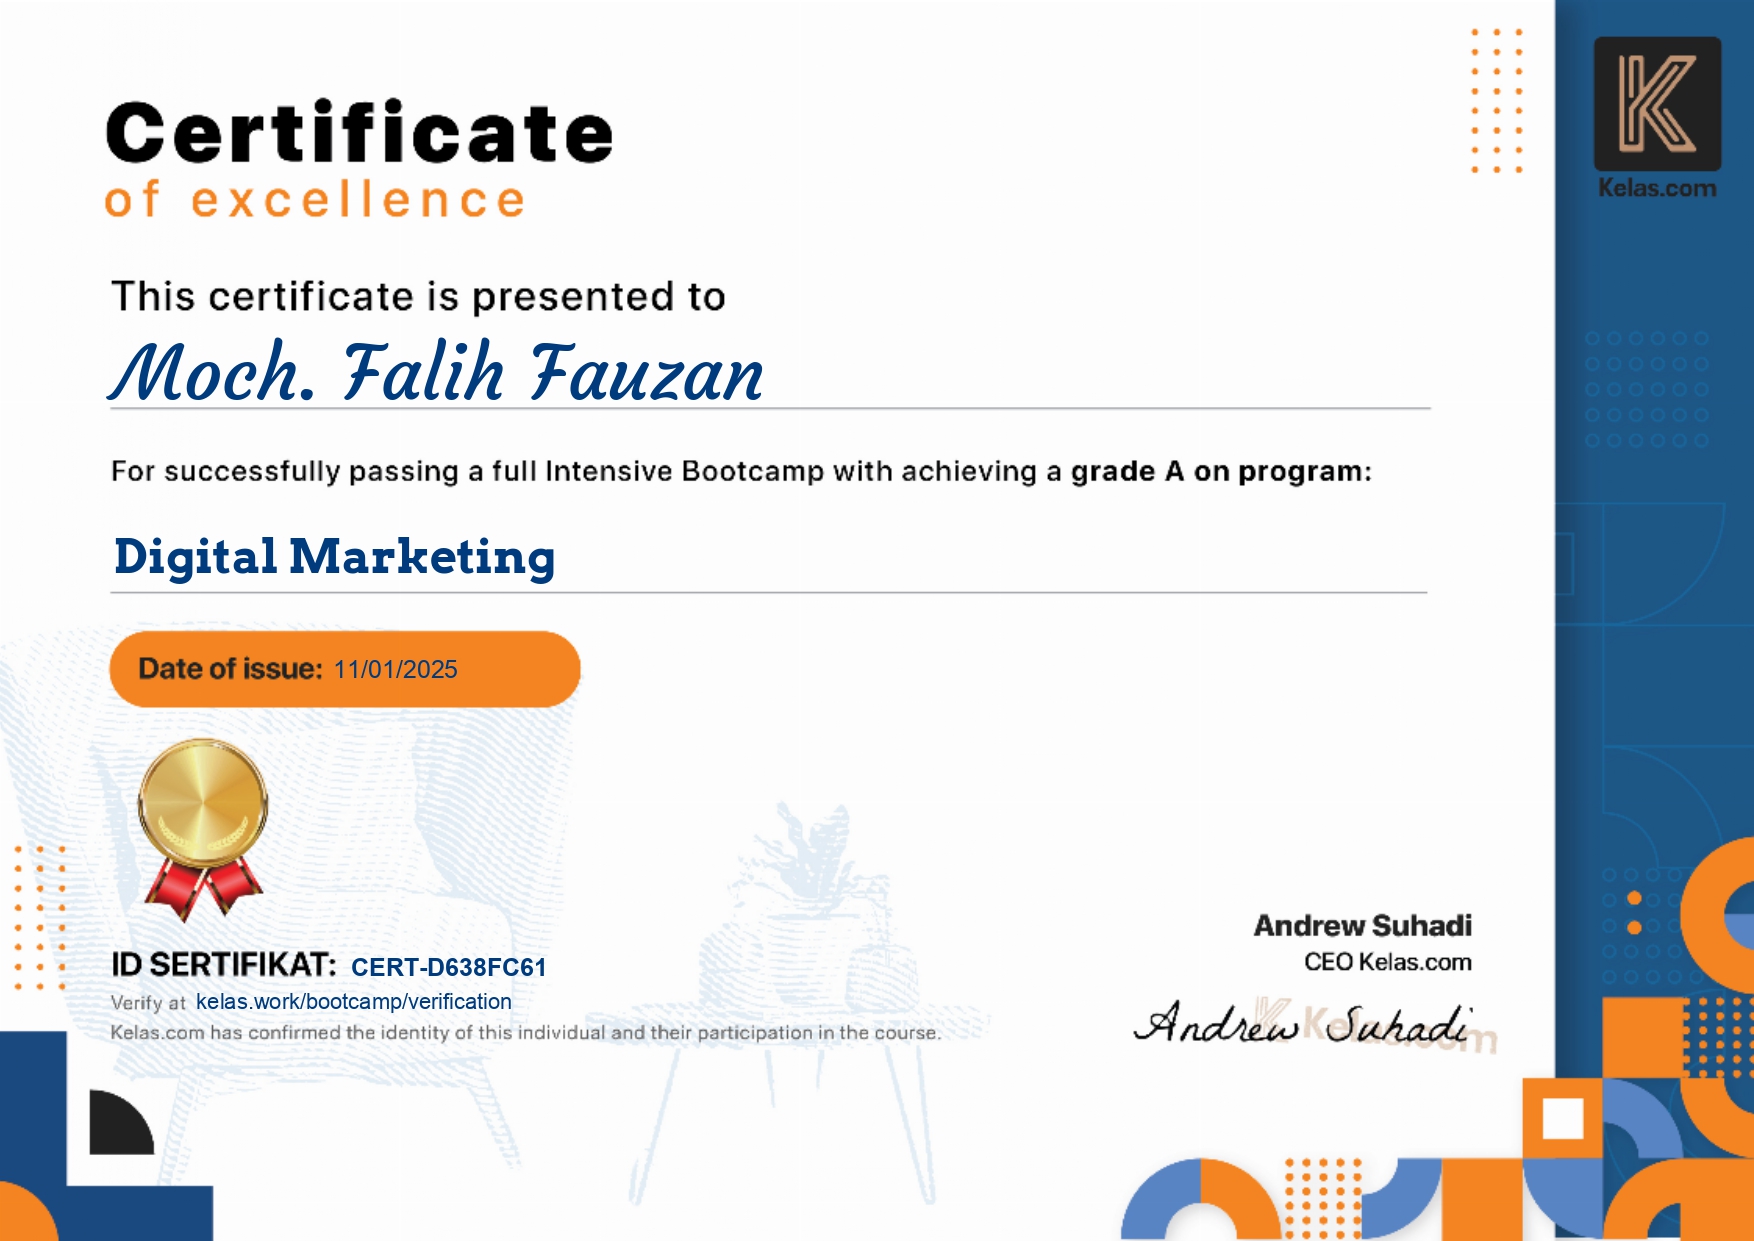 Kelas.com
Certificate
of excellence
This certificate is presented to
Moch. Falih Fauzan
For successfully passing a full Intensive Bootcamp with achieving a grade A on program:
Digital Marketing
Date of issue: 11/01/2025
ID SERTIFIKAT: CERT-D638FC61
Verify at kelas.work/bootcamp/verification
Kelas.com has confirmed the identity of this individual and their participation in the course.
Andrew Suhadi
CEO Kelas.com
Andrew Suhadi
Kelas.com